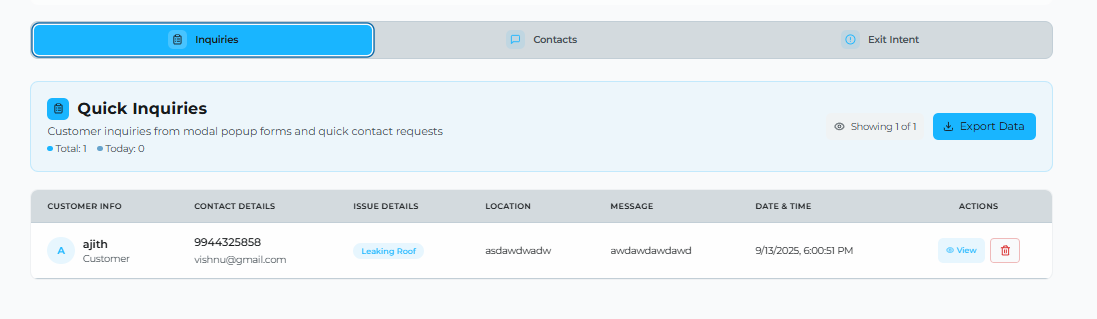 Inquiries
Contacts
Exit Intent
Quick Inquiries
Customer inquiries from modal popup forms and quick contact requests
Total: 1 Today: 0
Showing 1 of 1
Export Data
CUSTOMER INFO CONTACT DETAILS ISSUE DETAILS LOCATION MESSAGE DATE & TIME ACTIONS
A
ajith
Customer
9944325858
vishnu@gmail.com
Leaking Roof
asdawdwadw
awdawdawdawd
9/13/2025, 6:00:51 PM
View